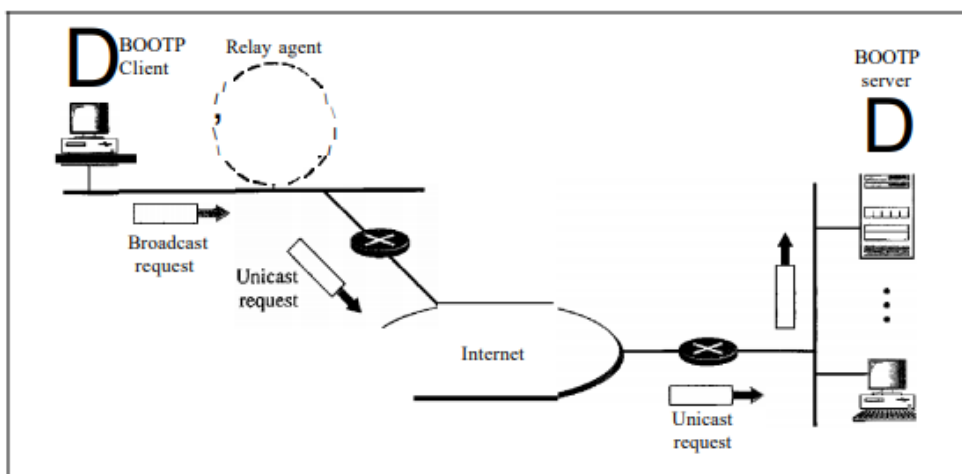 D
BOOTP
Client
Relay agent
BOOTP
server
D
Broadcast
request
Unicast
request
Internet
Unicast
request